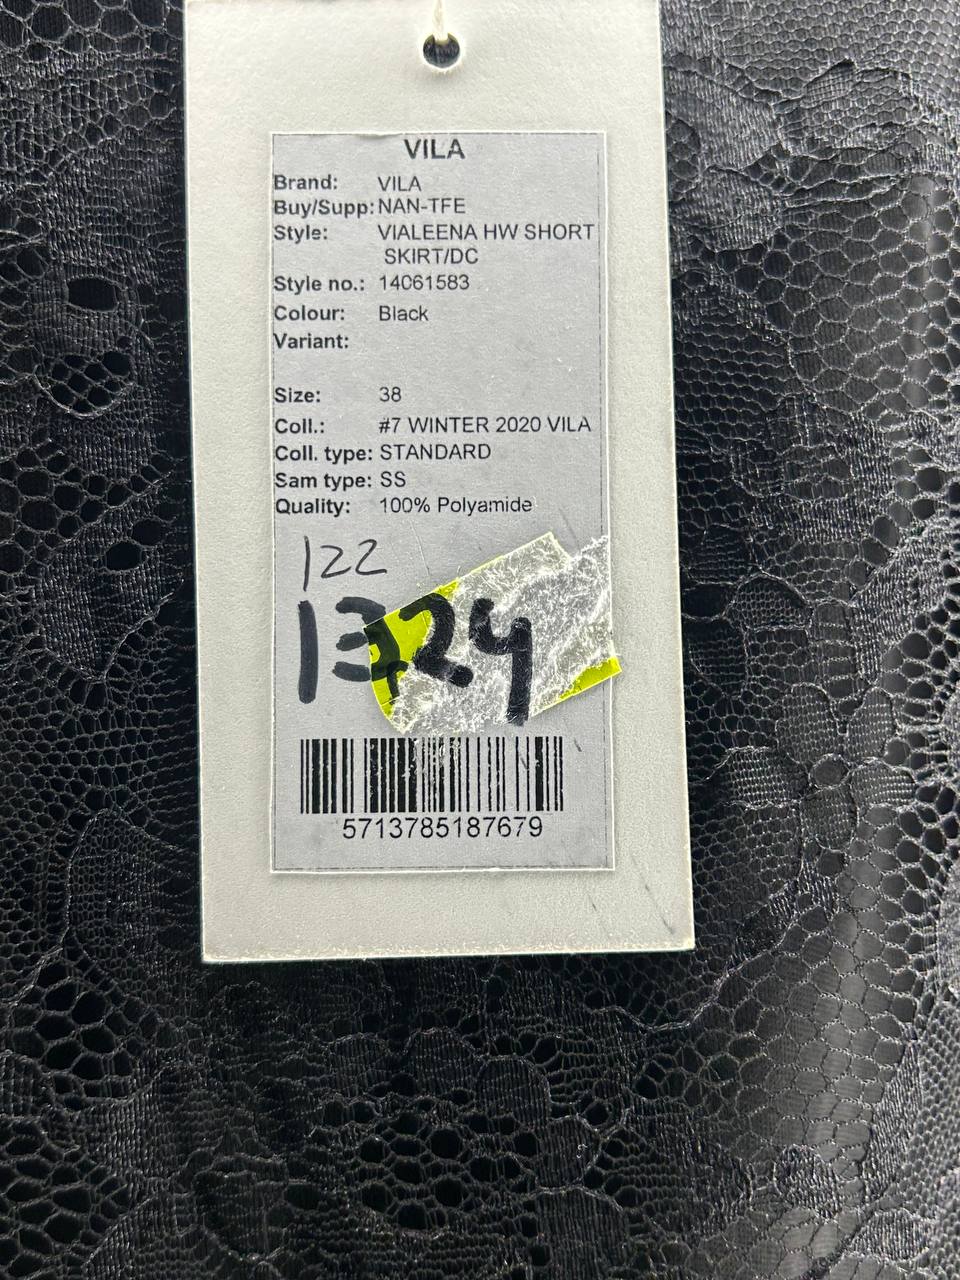 VILA
Brand: VILA
Buy/Supp: NAN-TFE
Style: VIALEENA HW SHORT
SKIRT/DC
Style no.: 14061583
Colour: Black
Variant:
Size: 38
Coll.: #7 WINTER 2020 VILA
Coll. type: STANDARD
Sam type: SS
Quality: 100% Polyamide
122
24
5713785187679